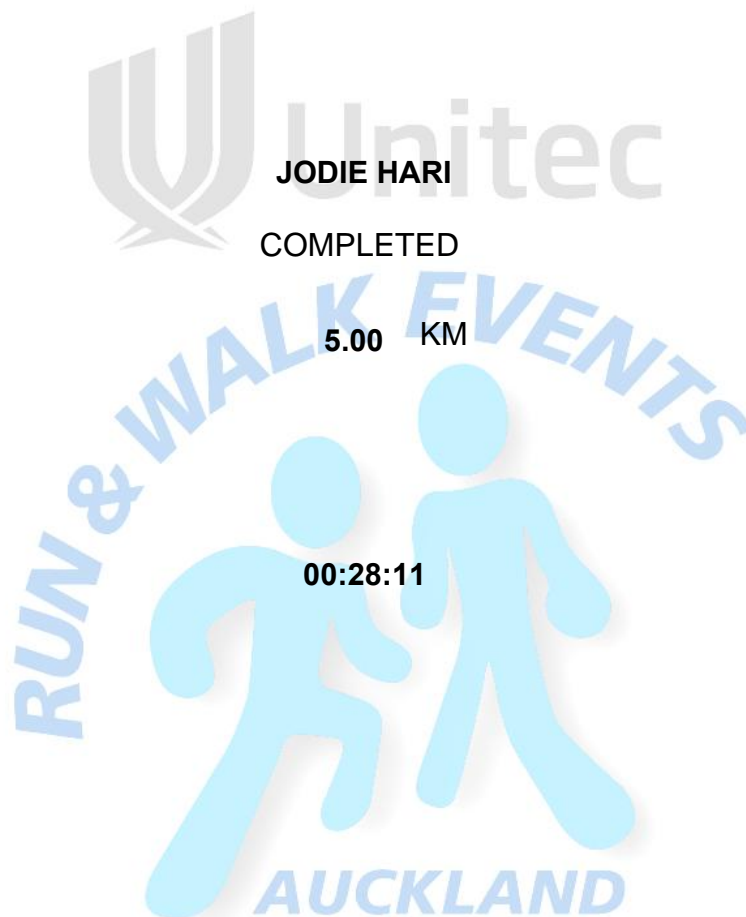 Unitec
JODIE HARI
COMPLETED
RUN & WALK EVENTS
5.00 KM
00:28:11
AUCKLAND